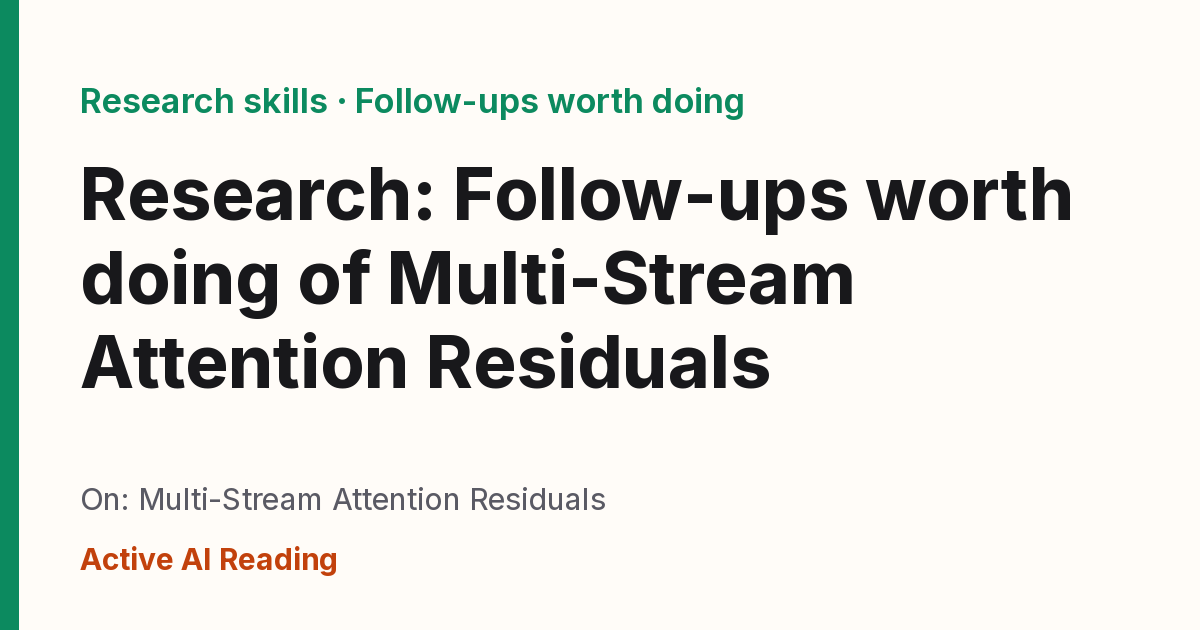 Research skills · Follow-ups worth doing
Research: Follow-ups worth
doing of Multi-Stream
Attention Residuals
On: Multi-Stream Attention Residuals
Active AI Reading